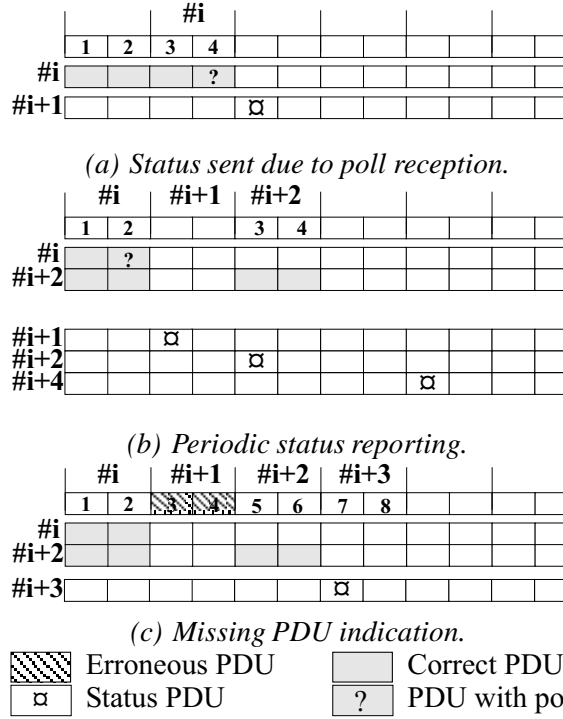 #i
1 2 3 4
#i ?
#i+1 ¤
(a) Status sent due to poll reception.
#i #i+1 #i+2
1 2 3 4
#i ?
#i+2
#i+1 ¤
#i+2 ¤
#i+4 ¤
(b) Periodic status reporting.
#i #i+1 #i+2 #i+3
1 2 3 4 5 6 7 8
#i
#i+2
#i+3 ¤
(c) Missing PDU indication.
Erroneous PDU Correct PDU
¤ Status PDU ? PDU with po